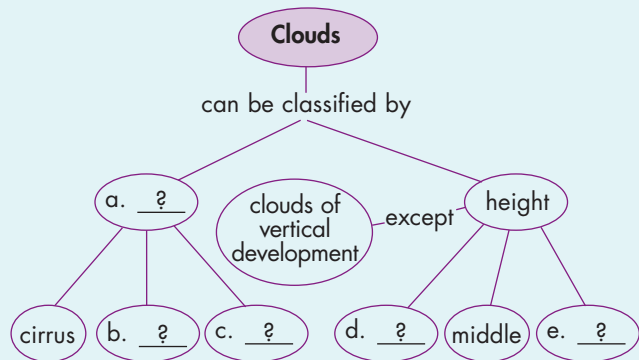 Clouds
can be classified by
a. ?
clouds of
vertical
development
except
height
cirrus
b. ?
c. ?
d. ?
middle
e. ?